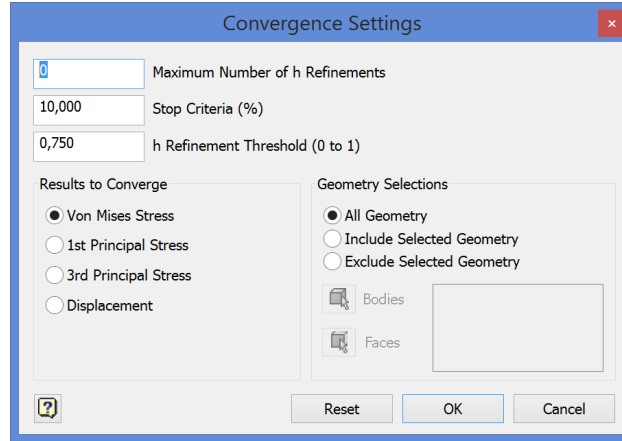 Convergence Settings
0 Maximum Number of h Refinements
10,000 Stop Criteria (%)
0,750 h Refinement Threshold (0 to 1)
Results to Converge
Von Mises Stress
1st Principal Stress
3rd Principal Stress
Displacement
Geometry Selections
All Geometry
Include Selected Geometry
Exclude Selected Geometry
Bodies
Faces
Reset OK Cancel